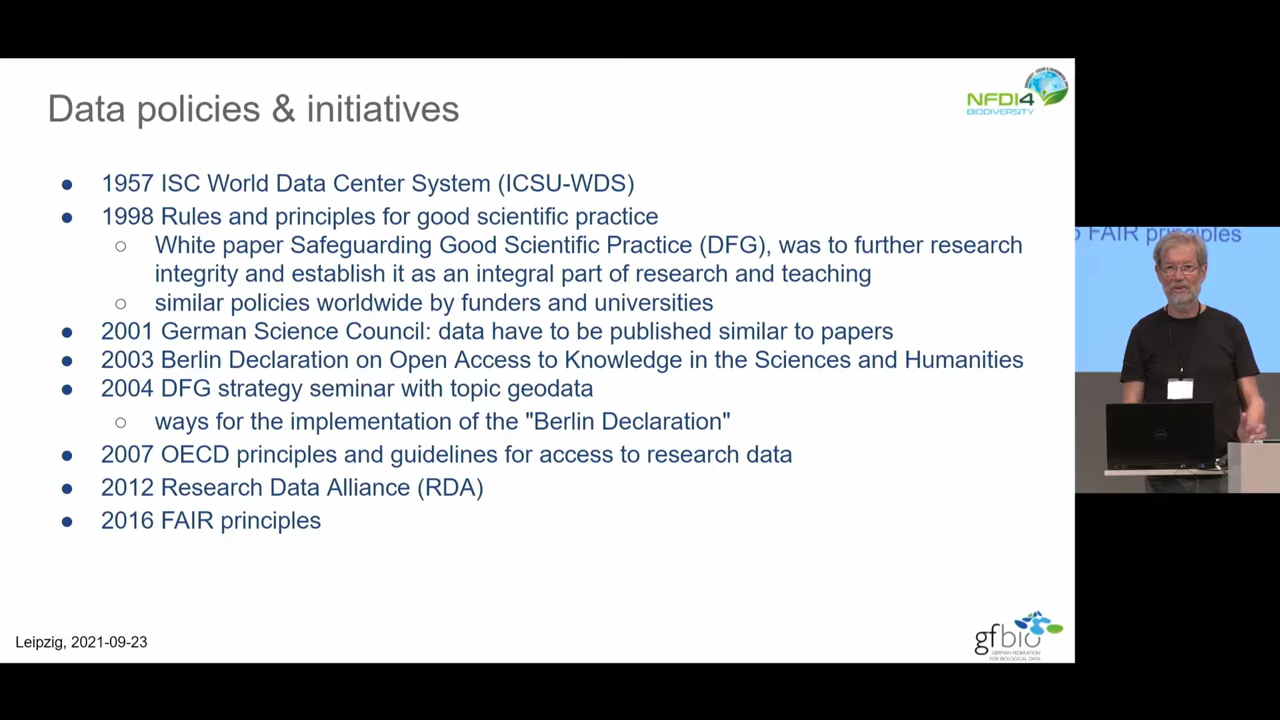 Data policies & initiatives
NFDI4
BIODIVERSITY
● 1957 ISC World Data Center System (ICSU-WDS)
● 1998 Rules and principles for good scientific practice
○ White paper Safeguarding Good Scientific Practice (DFG), was to further research
integrity and establish it as an integral part of research and teaching
○ similar policies worldwide by funders and universities
● 2001 German Science Council: data have to be published similar to papers
● 2003 Berlin Declaration on Open Access to Knowledge in the Sciences and Humanities
● 2004 DFG strategy seminar with topic geodata
○ ways for the implementation of the "Berlin Declaration"
● 2007 OECD principles and guidelines for access to research data
● 2012 Research Data Alliance (RDA)
● 2016 FAIR principles
Leipzig, 2021-09-23
gfbio
GERMAN FEDERATION
FOR BIOLOGICAL DATA
FAIR principles
DELL